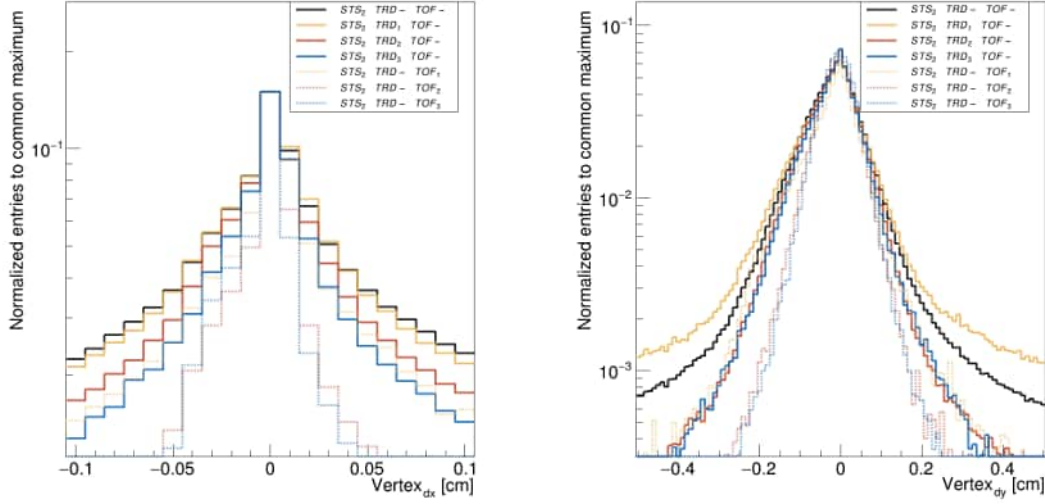 STS₂ TRD− TOF−
STS₂ TRD₁ TOF−
STS₂ TRD₂ TOF−
STS₂ TRD₃ TOF−
STS₂ TRD− TOF₁
STS₂ TRD− TOF₂
STS₂ TRD− TOF₃
Normalized entries to common maximum
10⁻¹
−0.1 −0.05 0 0.05 0.1
Vertex_dx [cm]
STS₂ TRD− TOF−
STS₂ TRD₁ TOF−
STS₂ TRD₂ TOF−
STS₂ TRD₃ TOF−
STS₂ TRD− TOF₁
STS₂ TRD− TOF₂
STS₂ TRD− TOF₃
Normalized entries to common maximum
10⁻¹
10⁻²
10⁻³
−0.4 −0.2 0 0.2 0.4
Vertex_dy [cm]